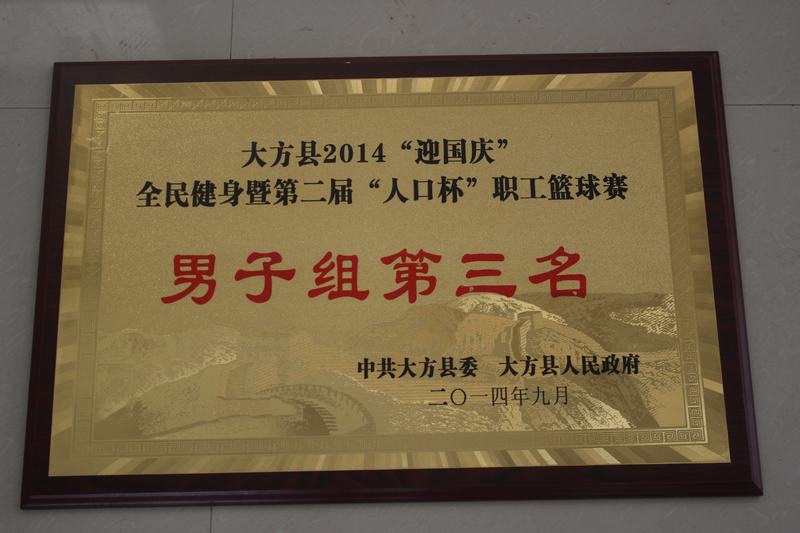 大方县2014“迎国庆”
全民健身暨第二届“人口杯”职工篮球赛
男子组第三名
中共大方县委 大方县人民政府
二〇一四年九月